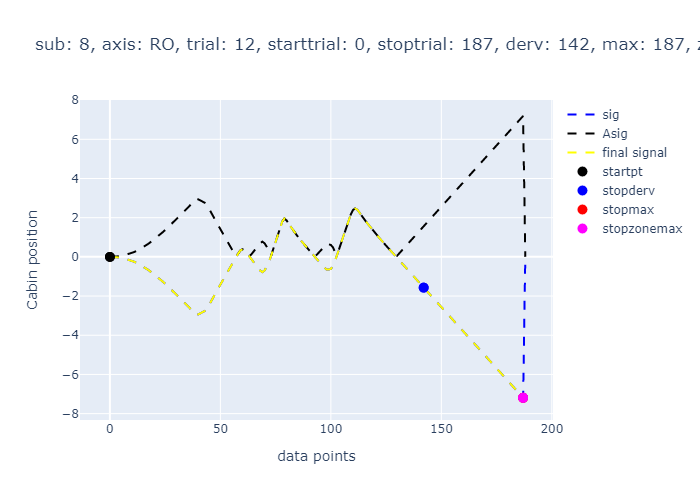 sub: 8, axis: RO, trial: 12, starttrial: 0, stoptrial: 187, derv: 142, max: 187,
8
6
4
2
0
−2
−4
−6
−8
Cabin position
0
50
100
150
200
data points
sig
Asig
final signal
startpt
stopderv
stopmax
stopzonemax